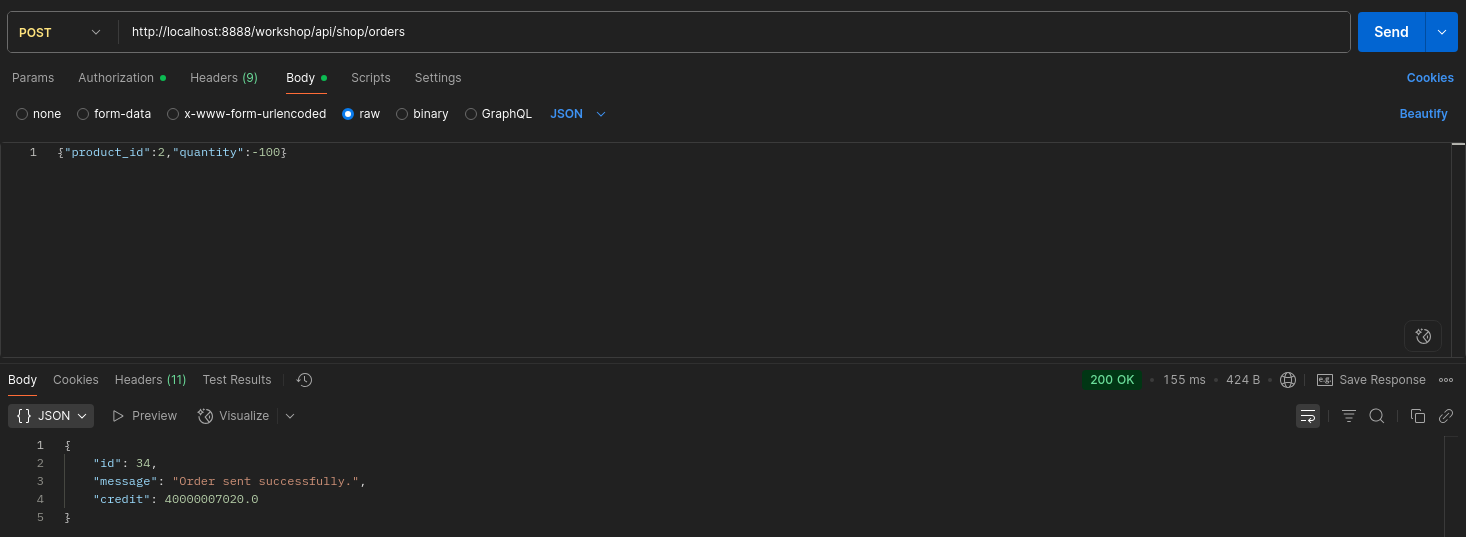 POST http://localhost:8888/workshop/api/shop/orders Send
Params Authorization Headers (9) Body Scripts Settings Cookies
none form-data x-www-form-urlencoded raw binary GraphQL JSON Beautify
1 {"product_id":2,"quantity":-100}
Body Cookies Headers (11) Test Results 200 OK 155 ms 424 B e.g. Save Response
{} JSON Preview Visualize
1 {
2 "id": 34,
3 "message": "Order sent successfully.",
4 "credit": 40000007020.0
5 }